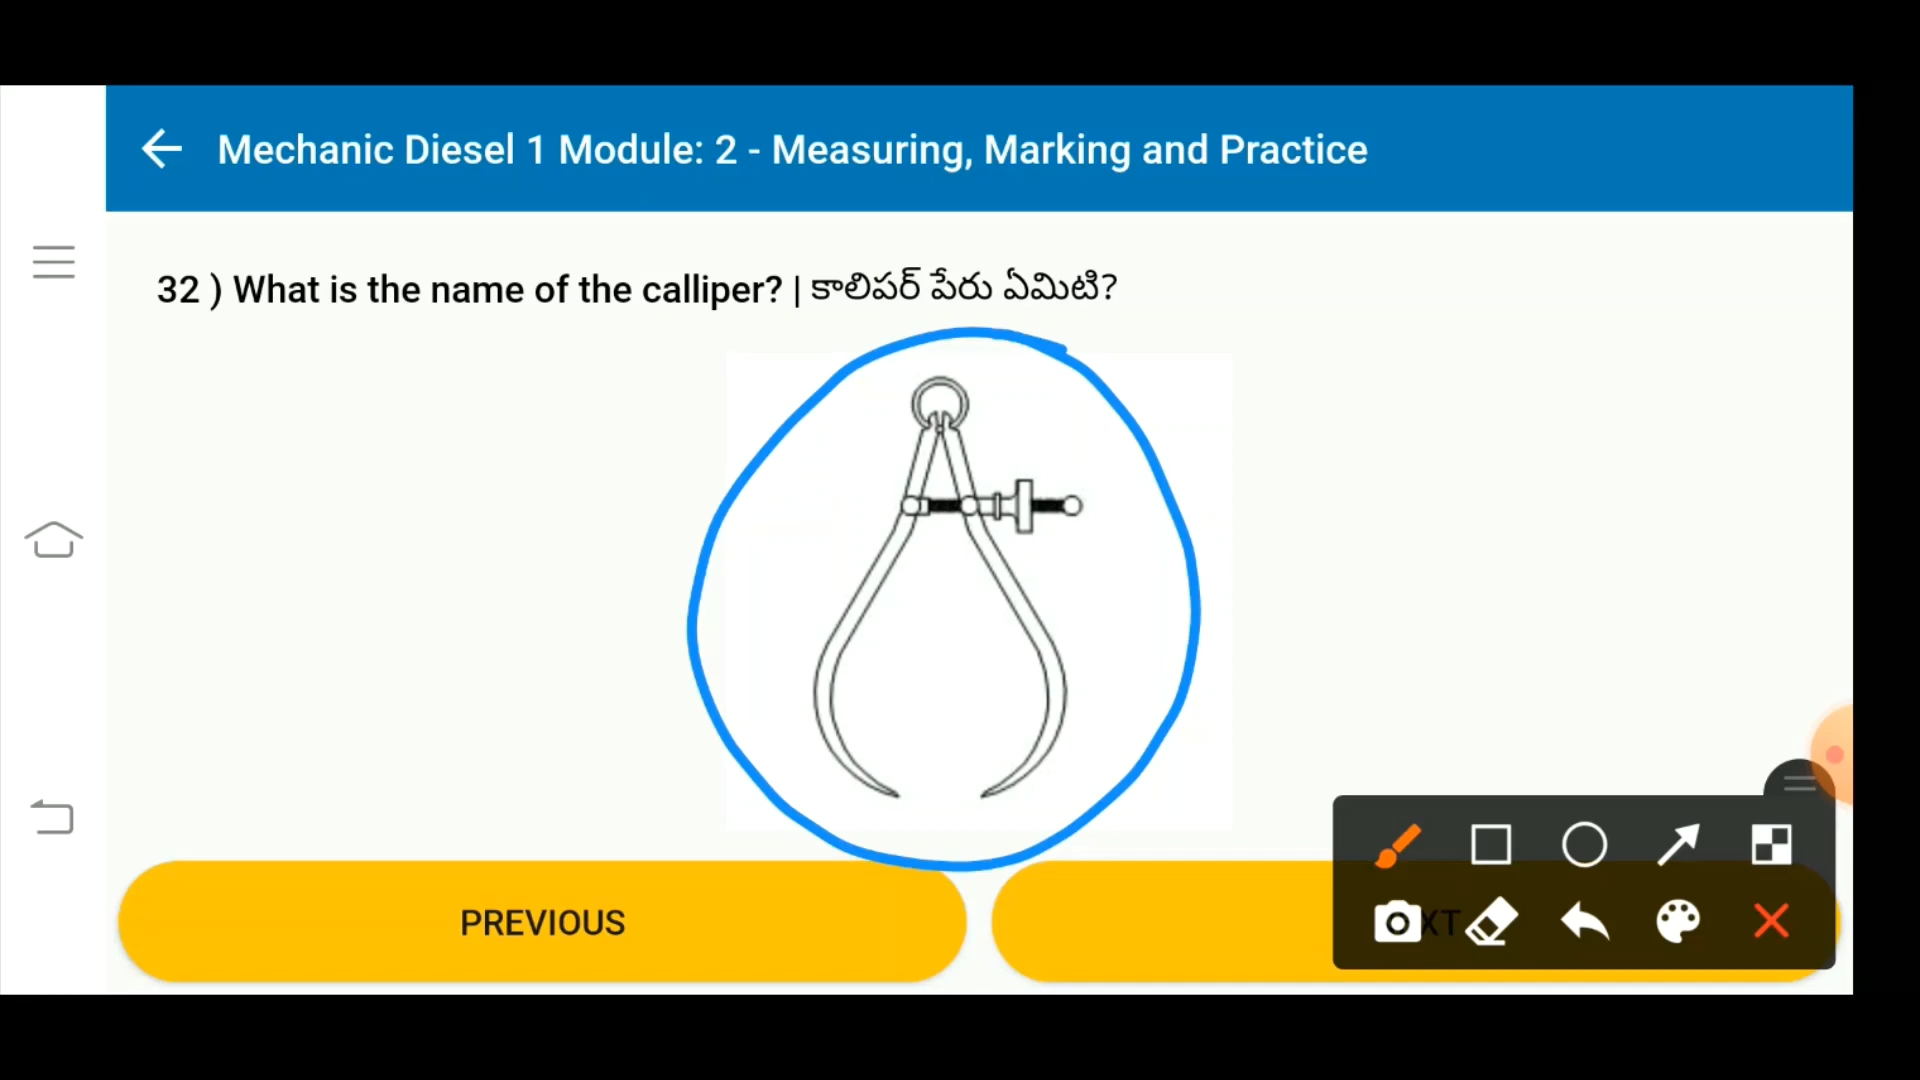 Mechanic Diesel 1 Module: 2 - Measuring, Marking and Practice
32 ) What is the name of the calliper? | కాలిపర్ పేరు ఏమిటి?
PREVIOUS
XT